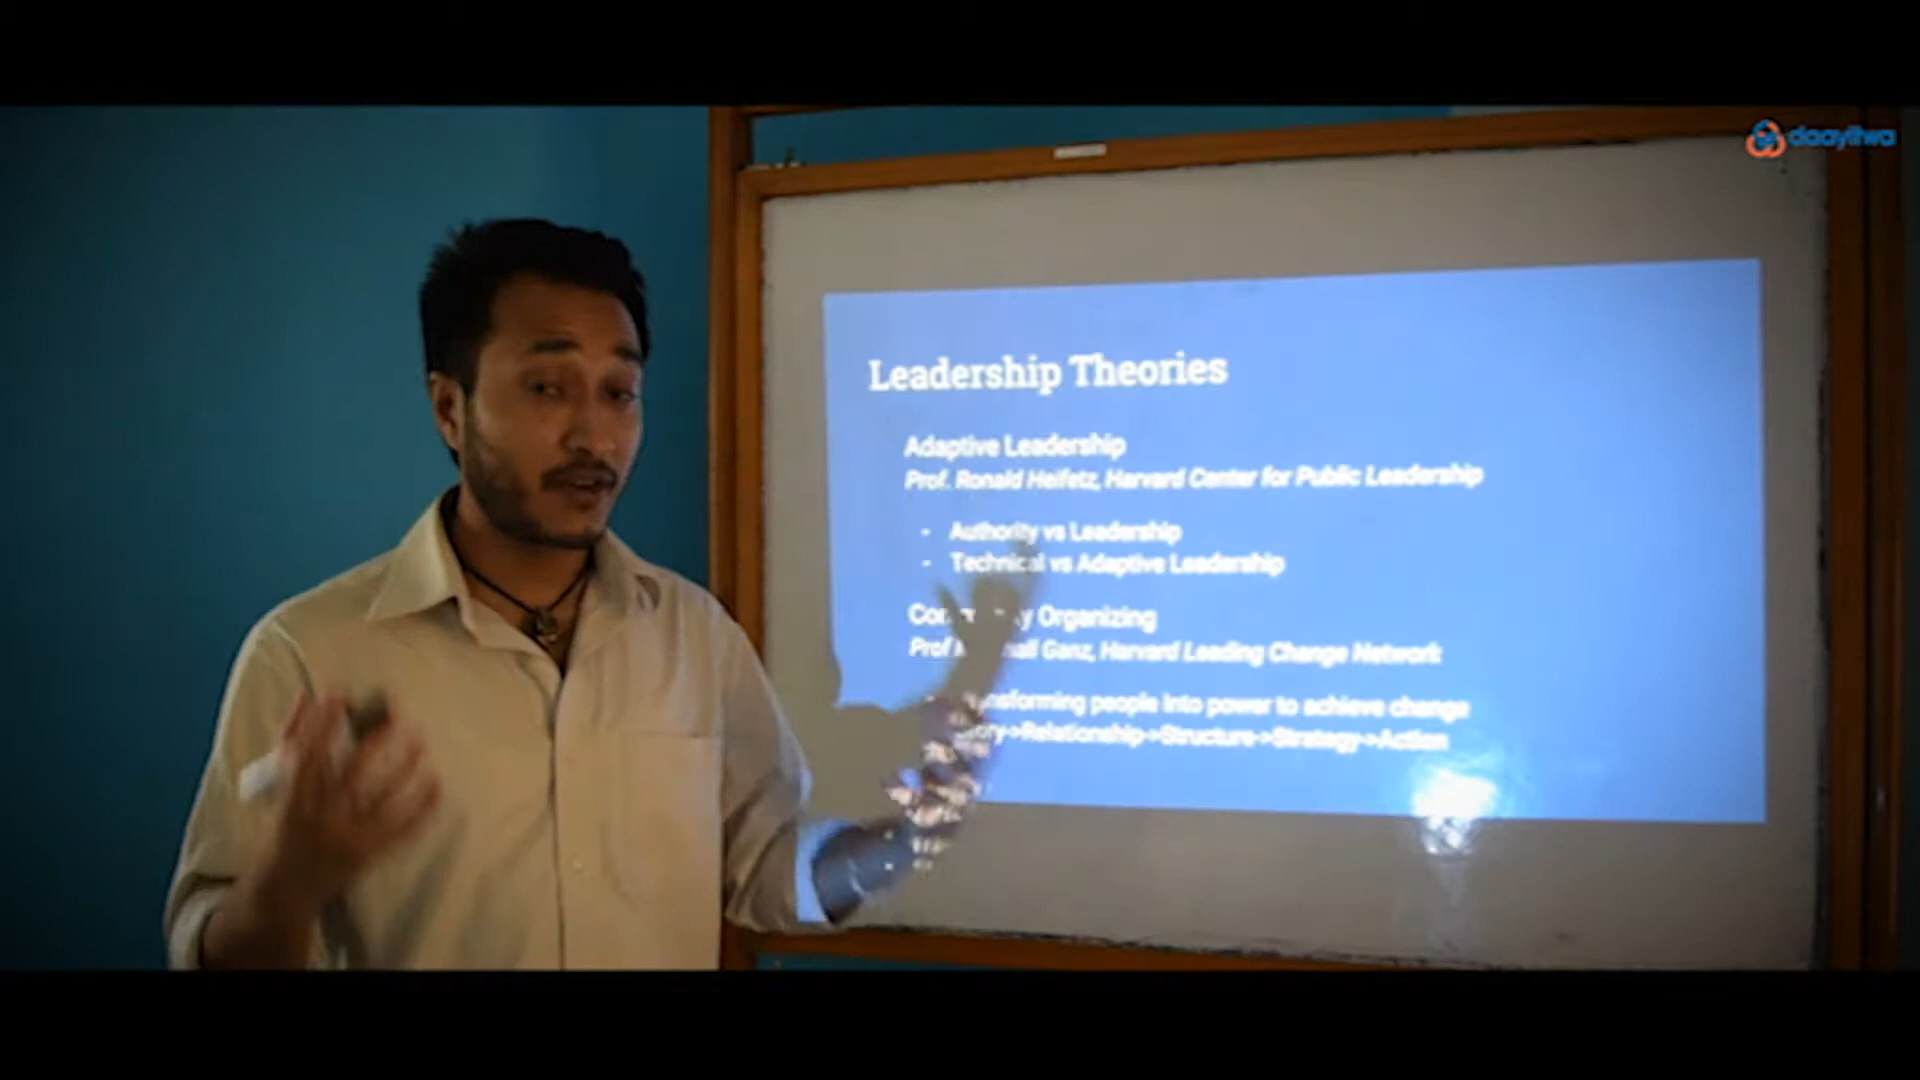 daayitwa
Leadership Theories
Adaptive Leadership
Prof. Ronald Heifetz, Harvard Center for Public Leadership
- Authority vs Leadership
- Technical vs Adaptive Leadership
Organizing
Prof Ganz, Harvard Leading Change Network
people into power to achieve change
->Relationship->Structure->Strategy->Action